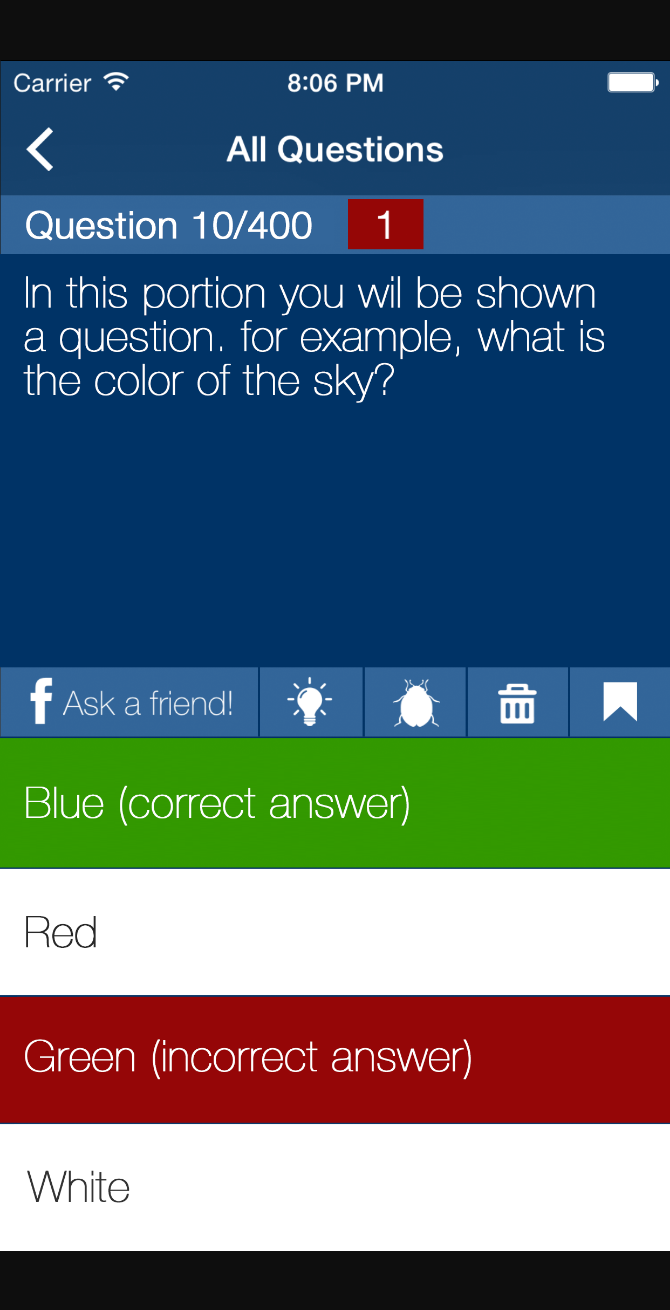 Carrier 8:06 PM
All Questions
Question 10/400 1
In this portion you wil be shown
a question. for example, what is
the color of the sky?
f Ask a friend!
Blue (correct answer)
Red
Green (incorrect answer)
White